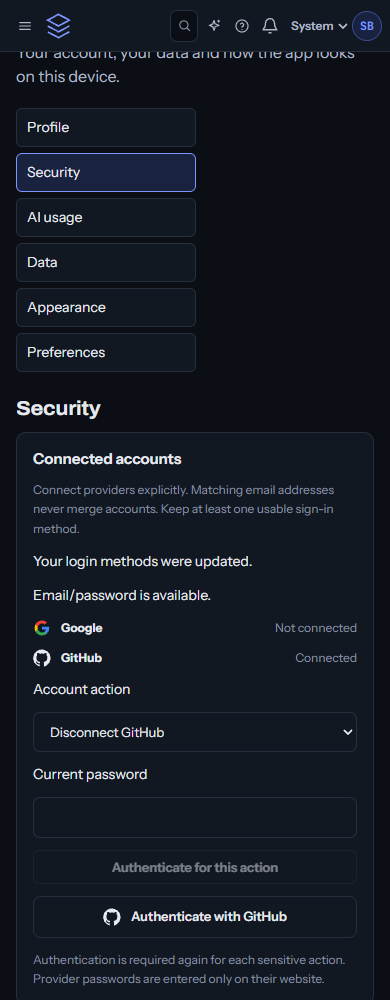 System
SB
Your account, your data and how the app looks
on this device.
Profile
Security
AI usage
Data
Appearance
Preferences
Security
Connected accounts
Connect providers explicitly. Matching email addresses
never merge accounts. Keep at least one usable sign-in
method.
Your login methods were updated.
Email/password is available.
Google Not connected
GitHub Connected
Account action
Disconnect GitHub
Current password
Authenticate for this action
Authenticate with GitHub
Authentication is required again for each sensitive action.
Provider passwords are entered only on their website.